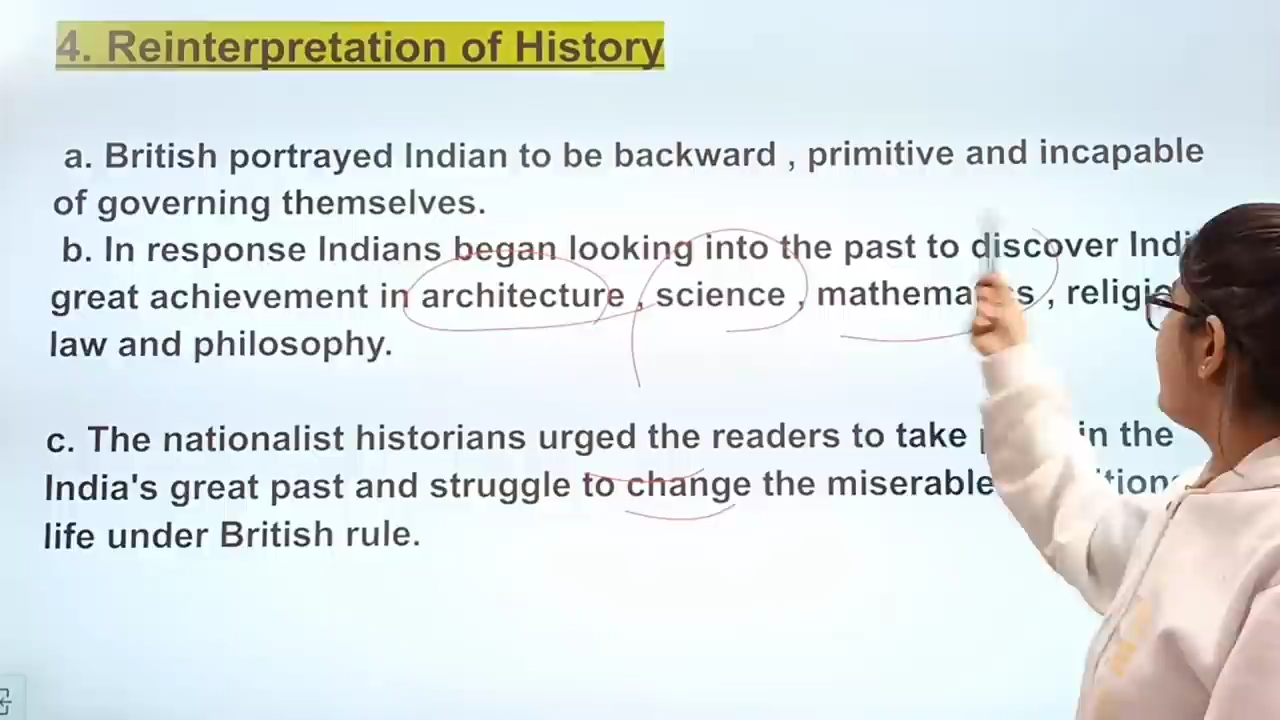 4. Reinterpretation of History
a. British portrayed Indian to be backward , primitive and incapable
of governing themselves.
b. In response Indians began looking into the past to discover
great achievement in architecture , science , mathematics ,
law and philosophy.
c. The nationalist historians urged the readers to take in the
India's great past and struggle to change the miserable
life under British rule.